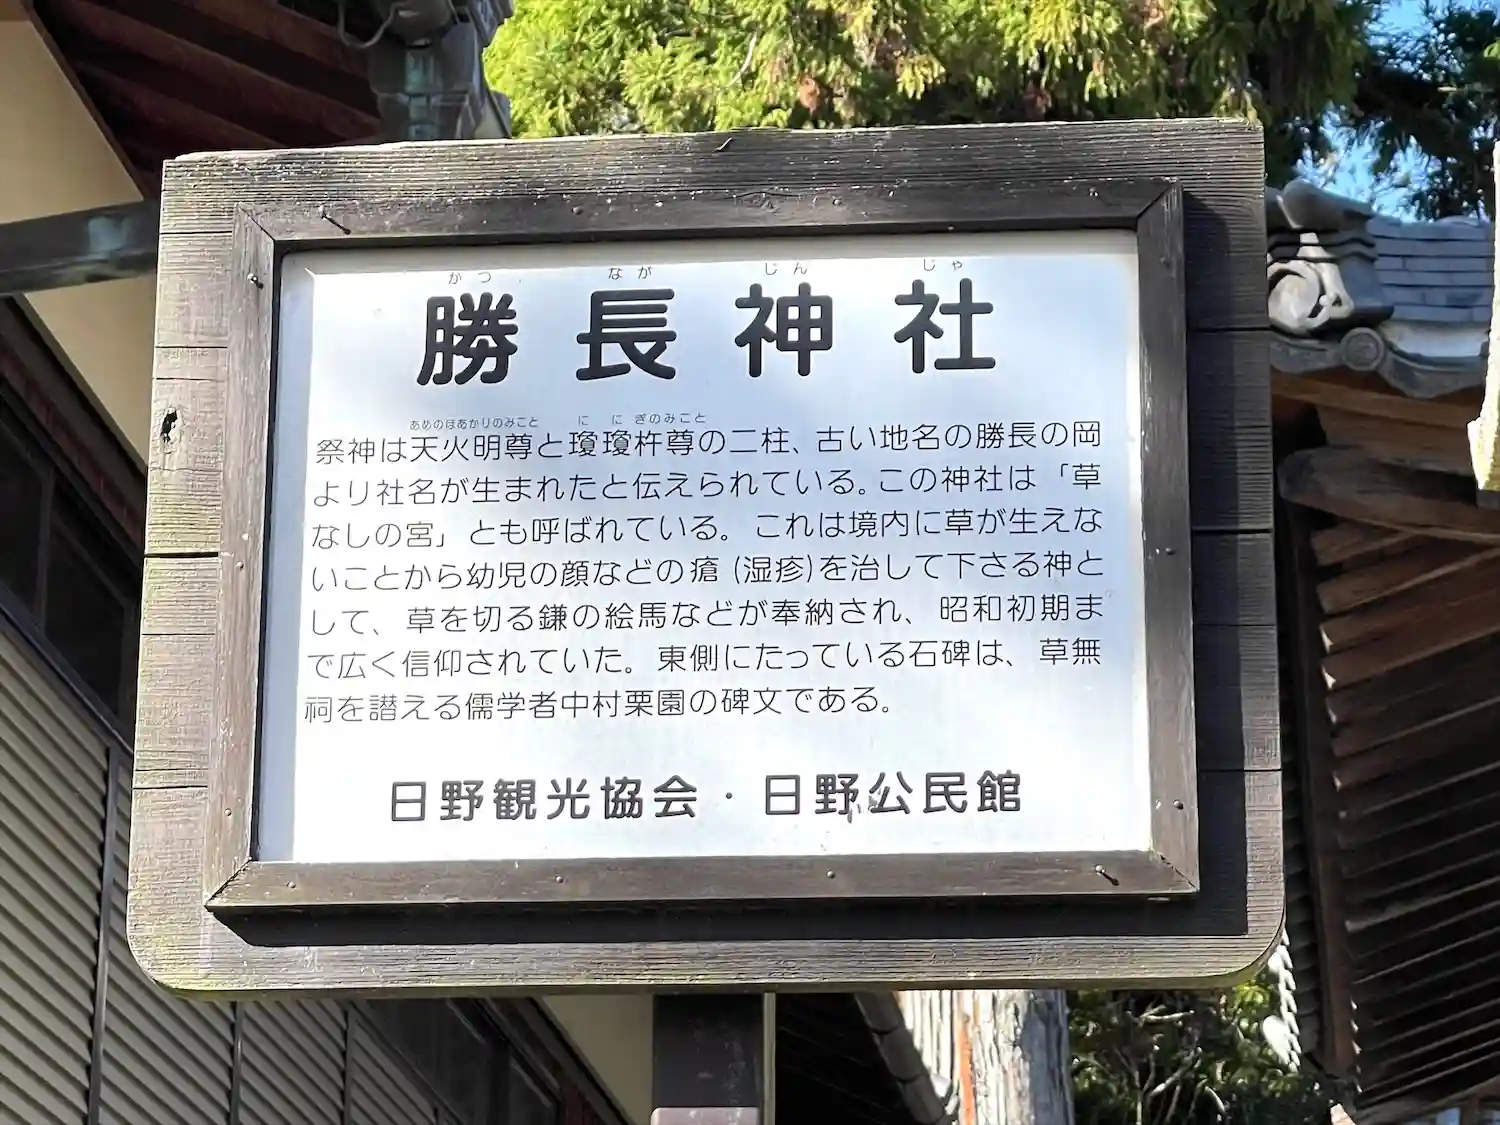 かつ なが じん じゃ
勝長神社
あめのほあかりのみこと に に ぎのみこと
祭神は天火明尊と瓊瓊杵尊の二柱、古い地名の勝長の岡
より社名が生まれたと伝えられている。この神社は「草
なしの宮」とも呼ばれている。これは境内に草が生えな
いことから幼児の顔などの瘡(湿疹)を治して下さる神と
して、草を切る鎌の絵馬などが奉納され、昭和初期ま
で広く信仰されていた。東側にたっている石碑は、草無
祠を譛える儒学者中村栗園の碑文である。
日野観光協会・日野公民館